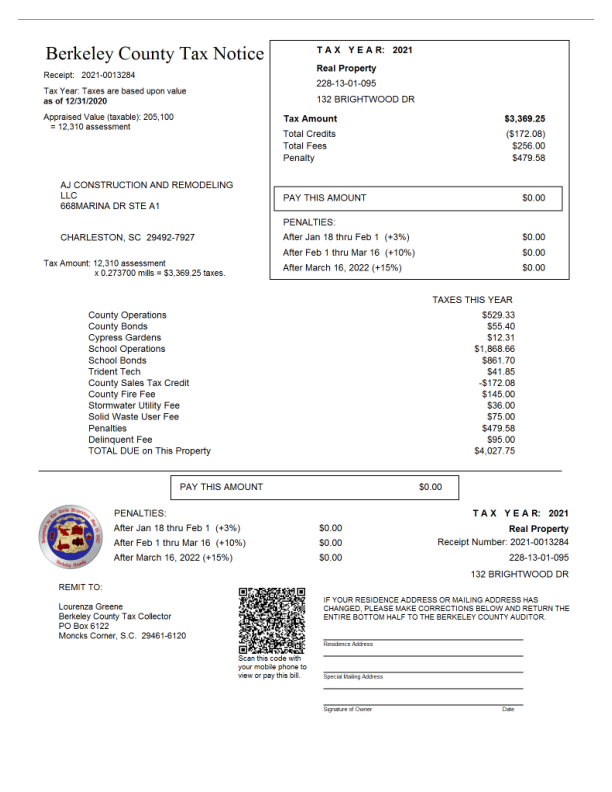 Berkeley County Tax Notice
Receipt: 2021-0013284
Tax Year: Taxes are based upon value
as of 12/31/2020
Appraised Value (taxable): 205,100
= 12,310 assessment
AJ CONSTRUCTION AND REMODELING
LLC
668MARINA DR STE A1
CHARLESTON, SC 29492-7927
Tax Amount: 12,310 assessment
x 0.273700 mills = $3,369.25 taxes.
TAX YEAR: 2021
Real Property
228-13-01-095
132 BRIGHTWOOD DR
Tax Amount $3,369.25
Total Credits ($172.08)
Total Fees $256.00
Penalty $479.58
PAY THIS AMOUNT $0.00
PENALTIES:
After Jan 18 thru Feb 1 (+3%) $0.00
After Feb 1 thru Mar 16 (+10%) $0.00
After March 16, 2022 (+15%) $0.00
TAXES THIS YEAR
County Operations $529.33
County Bonds $55.40
Cypress Gardens $12.31
School Operations $1,868.66
School Bonds $861.70
Trident Tech $41.85
County Sales Tax Credit -$172.08
County Fire Fee $145.00
Stormwater Utility Fee $36.00
Solid Waste User Fee $75.00
Penalties $479.58
Delinquent Fee $95.00
TOTAL DUE on This Property $4,027.75
PAY THIS AMOUNT $0.00
PENALTIES:
After Jan 18 thru Feb 1 (+3%) $0.00
After Feb 1 thru Mar 16 (+10%) $0.00
After March 16, 2022 (+15%) $0.00
TAX YEAR: 2021
Real Property
Receipt Number: 2021-0013284
228-13-01-095
132 BRIGHTWOOD DR
REMIT TO:
Lourenza Greene
Berkeley County Tax Collector
PO Box 6122
Moncks Corner, S.C. 29461-6120
Scan this code with
your mobile phone to
view or pay this bill.
IF YOUR RESIDENCE ADDRESS OR MAILING ADDRESS HAS
CHANGED, PLEASE MAKE CORRECTIONS BELOW AND RETURN THE
ENTIRE BOTTOM HALF TO THE BERKELEY COUNTY AUDITOR.
Residence Address
Special Mailing Address
Signature of Owner Date